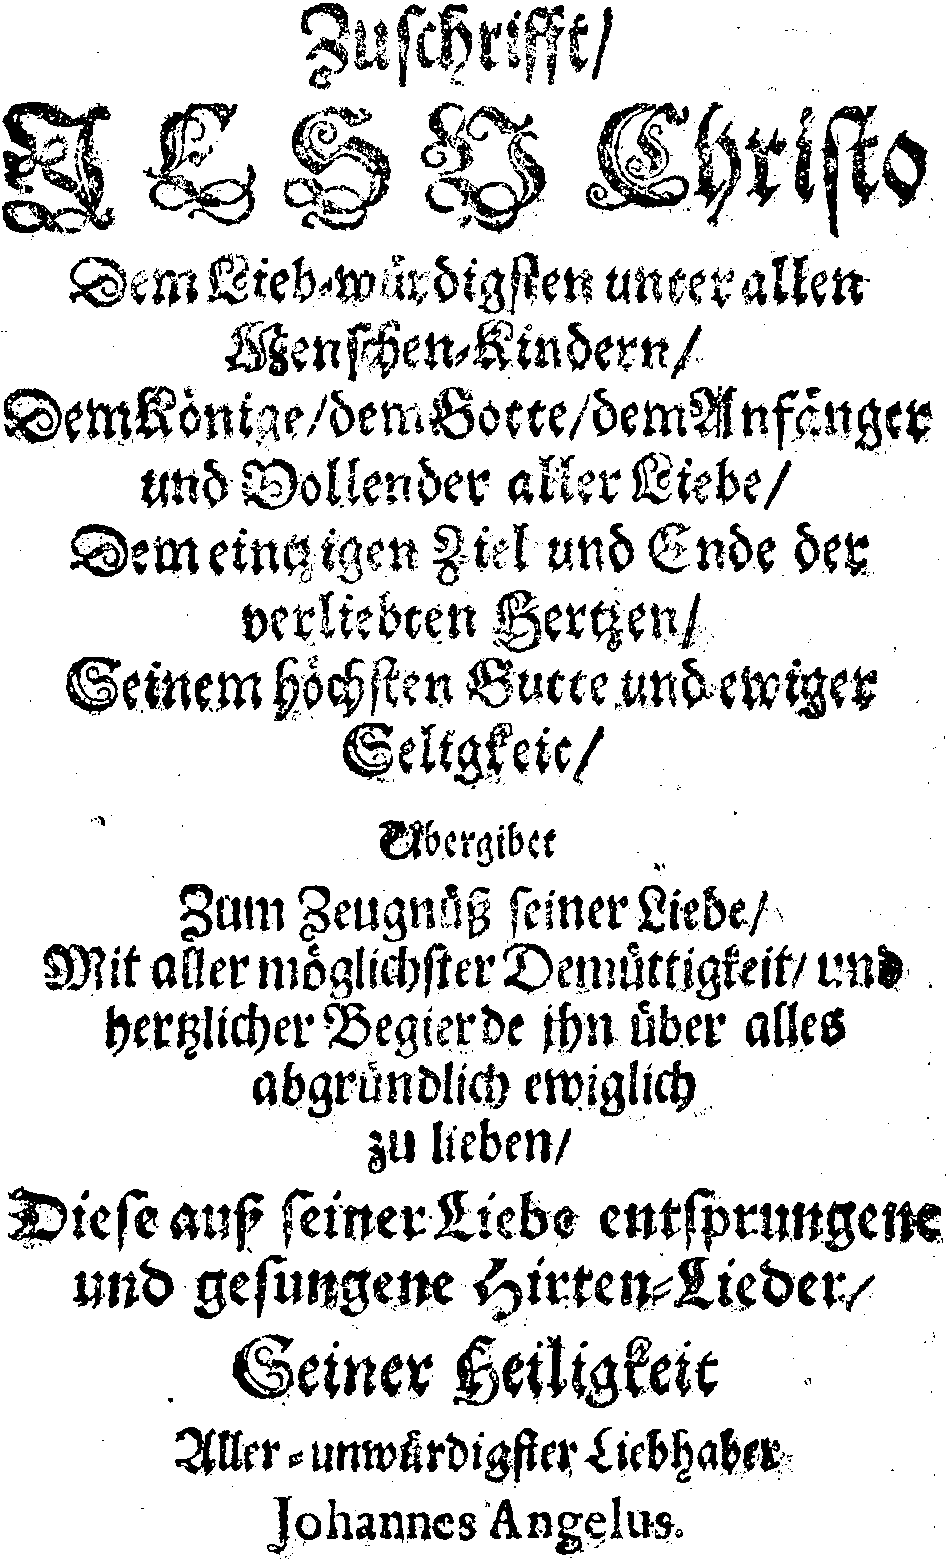 Zuschrifft/
JESU Christo
Dem Lieb-würdigsten unter allen
Menschen-Kindern/
Dem Könige/dem Gotte/dem Anfänger
und Vollender aller Liebe/
Dem eintzigen Ziel und Ende der
verliebten Hertzen/
Seinem höchsten Gutte und ewiger
Seligkeit/
Ubergibet
Zum Zeugnüß seiner Liebe/
Mit aller möglichster Demüttigkeit/ und
hertzlicher Begierde jhn über alles
abgründlich ewiglich
zu lieben/
Diese auß seiner Liebe entsprungene
und gesungene Hirten-Lieder/
Seiner Heiligkeit
Aller-unwürdigster Liebhaber
Johannes Angelus.